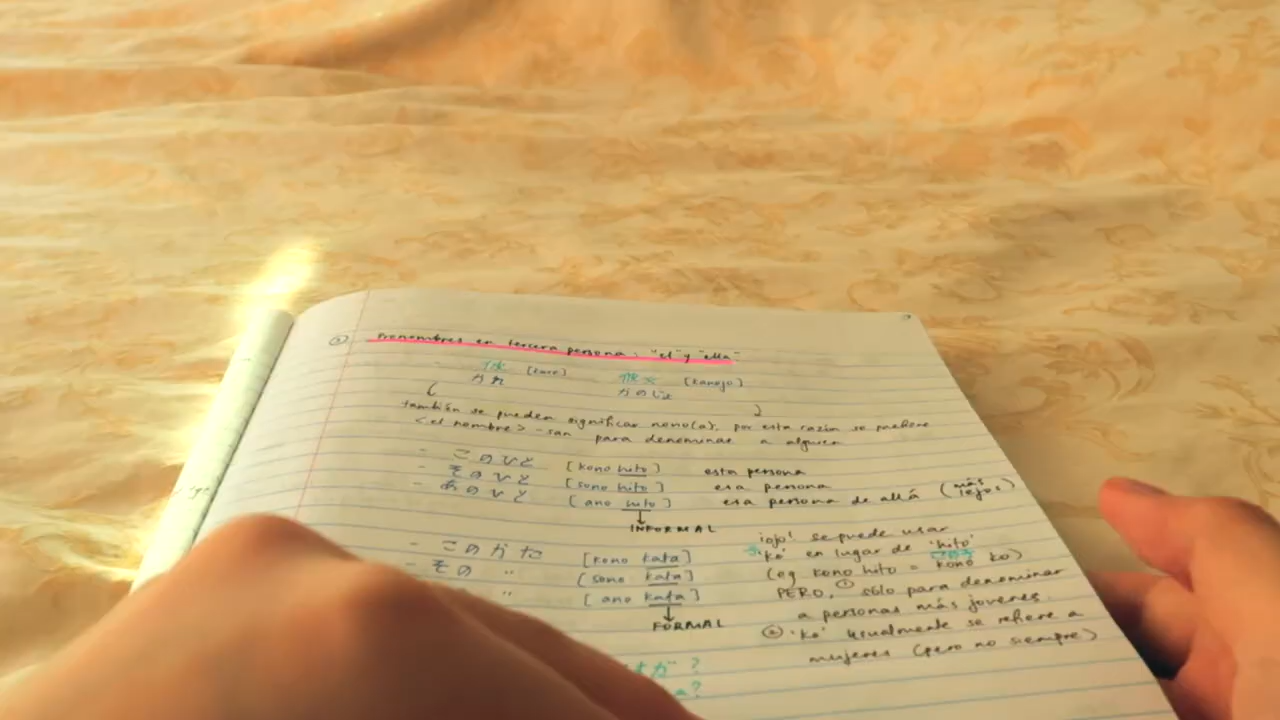 ② Pronombres en tercera persona: "el" y "ella"
彼 [kare] 彼女 [kanojo]
かれ かのじょ
también se pueden significar novio(a), por esta razón se prefiere
<el nombre> -san para denominar a alguien
- このひと [kono hito] esta persona
- そのひと [sono hito] esa persona
- あのひと [ano hito] esa persona de allá (más lejos)
INFORMAL
- このかた [kono kata]
- その " [sono kata]
" [ano kata]
FORMAL
¡ojo! se puede usar
'ko' en lugar de 'hito'
(eg kono hito = kono ko)
PERO, ① sólo para denominar
a personas más jovenes.
② 'ko' usualmente se refiere a
mujeres (pero no siempre)